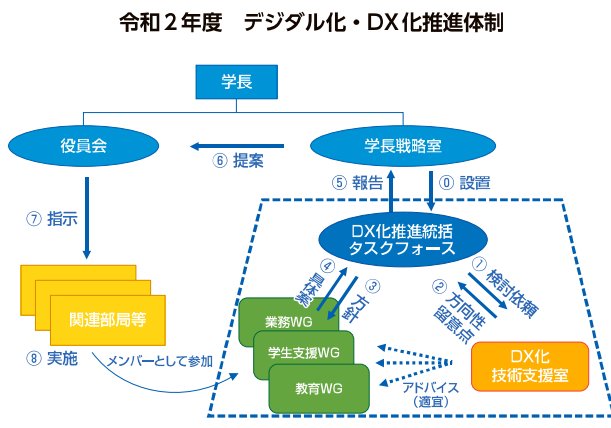 令和２年度　デジダル化・DX化推進体制
学長
役員会
学長戦略室
⑥ 提案
⑤ 報告
⓪ 設置
⑦ 指示
DX化推進統括
タスクフォース
① 検討依頼
② 方向性
留意点
③ 方針
④ 具体案
関連部局等
⑧ 実施
メンバーとして参加
業務WG
学生支援WG
教育WG
アドバイス
（適宜）
DX化
技術支援室